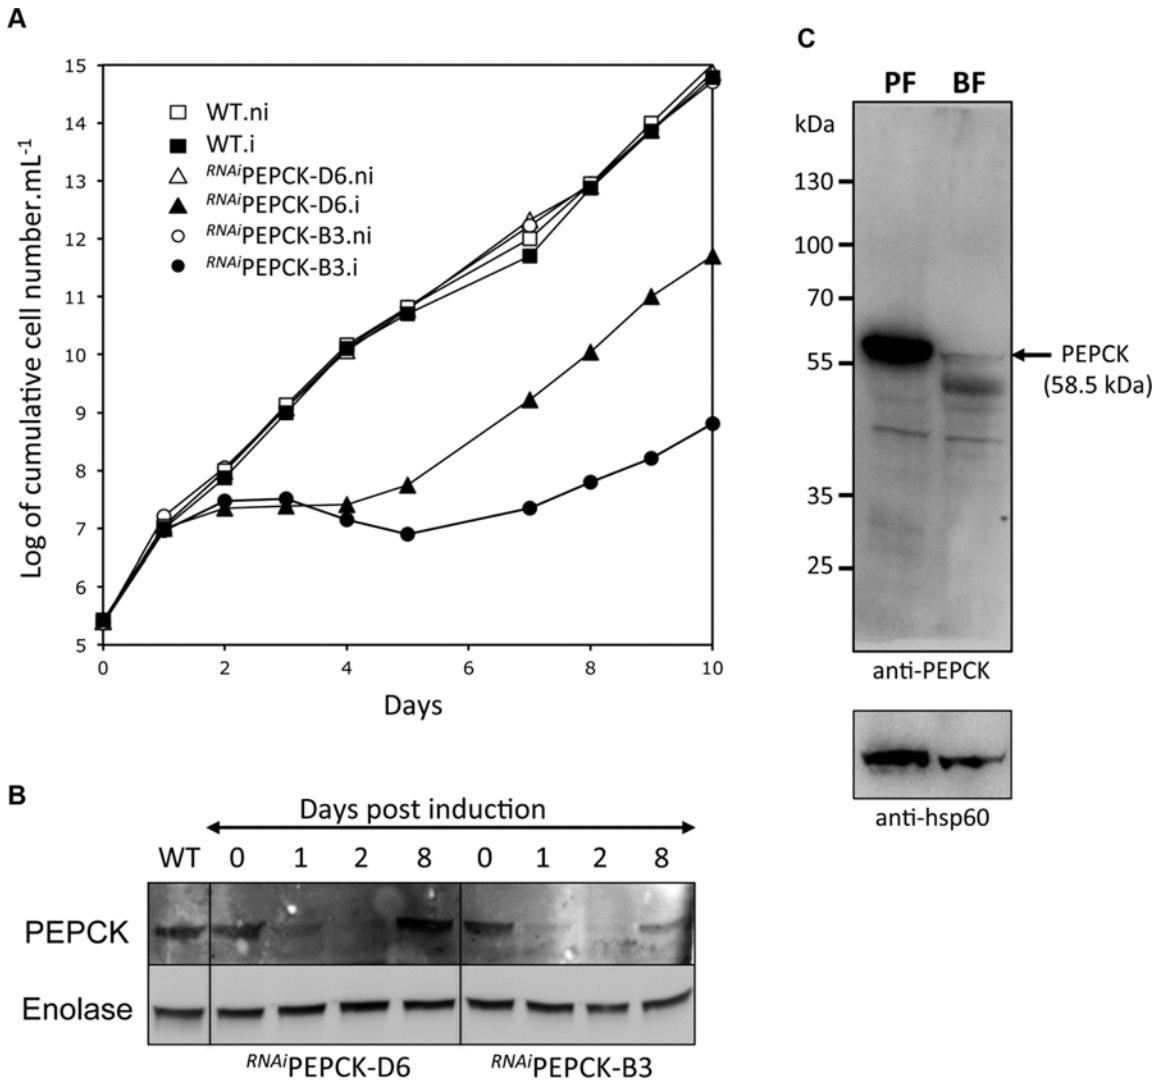 A
Log of cumulative cell number.mL-1
15
14
13
12
11
10
9
8
7
6
5
0
2
4
6
8
10
Days
WT.ni
WT.i
RNAiPEPCK-D6.ni
RNAiPEPCK-D6.i
RNAiPEPCK-B3.ni
RNAiPEPCK-B3.i
B
Days post induction
WT 0 1 2 8 0 1 2 8
PEPCK
Enolase
RNAiPEPCK-D6 RNAiPEPCK-B3
C
PF BF
kDa
130
100
70
55
35
25
PEPCK
(58.5 kDa)
anti-PEPCK
anti-hsp60